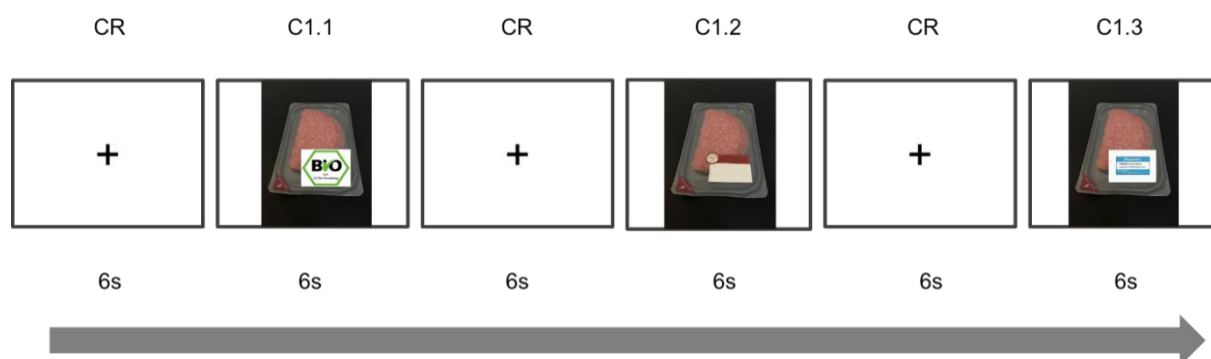 CR C1.1 CR C1.2 CR C1.3
+ + +
BiO
6s 6s 6s 6s 6s 6s